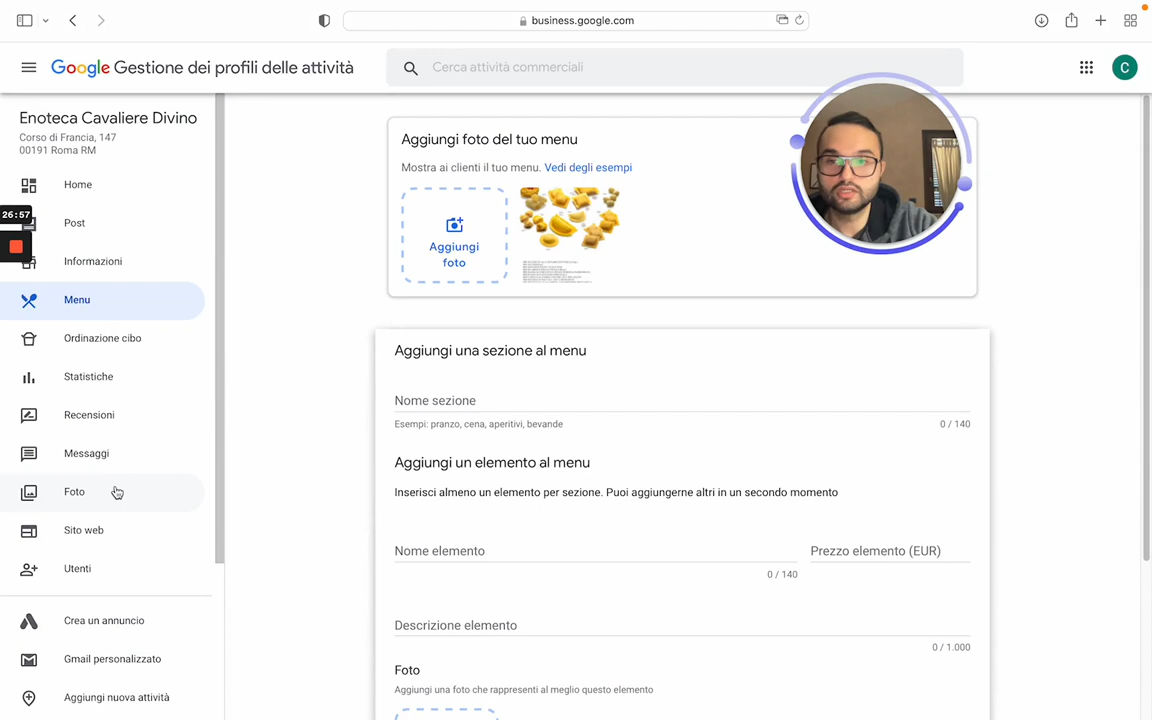 business.google.com
Google Gestione dei profili delle attività
Cerca attività commerciali
C
Enoteca Cavaliere Divino
Corso di Francia, 147
00191 Roma RM
Home
26:57
Post
Informazioni
Menu
Ordinazione cibo
Statistiche
Recensioni
Messaggi
Foto
Sito web
Utenti
Crea un annuncio
Gmail personalizzato
Aggiungi nuova attività
Aggiungi foto del tuo menu
Mostra ai clienti il tuo menu. Vedi degli esempi
Aggiungi
foto
Aggiungi una sezione al menu
Nome sezione
Esempi: pranzo, cena, aperitivi, bevande
0 / 140
Aggiungi un elemento al menu
Inserisci almeno un elemento per sezione. Puoi aggiungerne altri in un secondo momento
Nome elemento
Prezzo elemento (EUR)
0 / 140
Descrizione elemento
0 / 1.000
Foto
Aggiungi una foto che rappresenti al meglio questo elemento